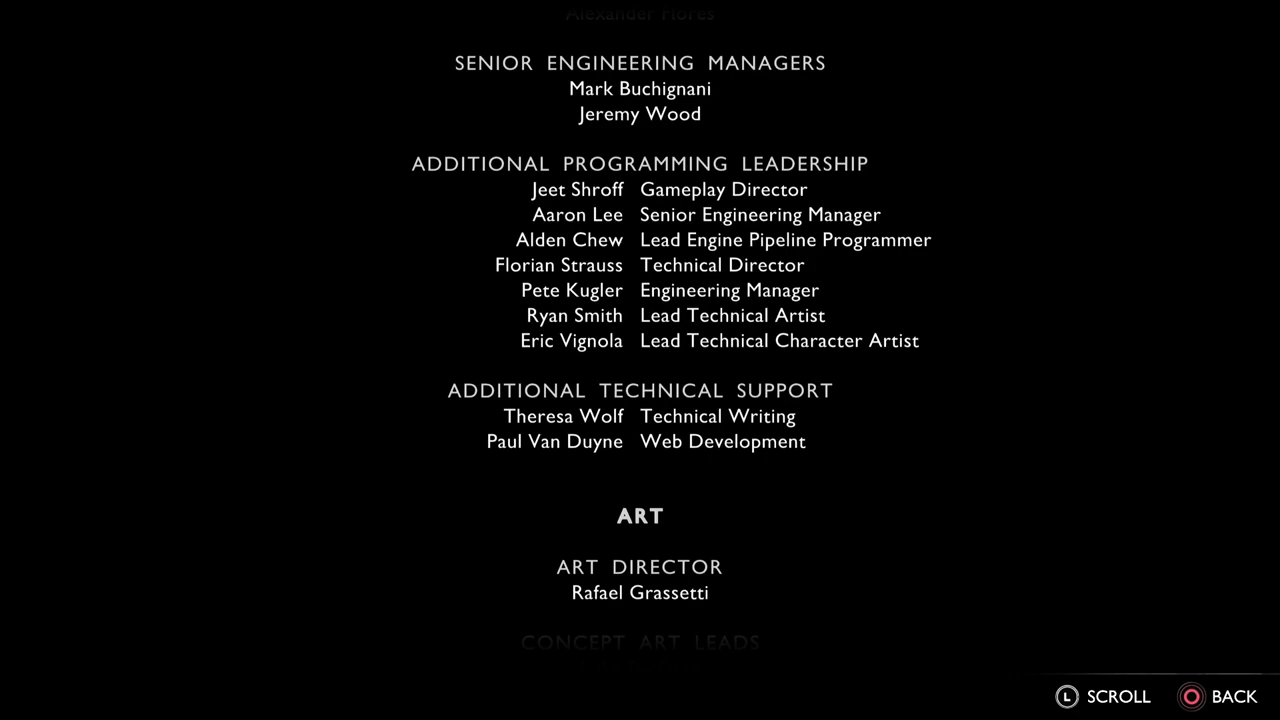 Alexander Flores
SENIOR ENGINEERING MANAGERS
Mark Buchignani
Jeremy Wood
ADDITIONAL PROGRAMMING LEADERSHIP
Jeet Shroff Gameplay Director
Aaron Lee Senior Engineering Manager
Alden Chew Lead Engine Pipeline Programmer
Florian Strauss Technical Director
Pete Kugler Engineering Manager
Ryan Smith Lead Technical Artist
Eric Vignola Lead Technical Character Artist
ADDITIONAL TECHNICAL SUPPORT
Theresa Wolf Technical Writing
Paul Van Duyne Web Development
ART
ART DIRECTOR
Rafael Grassetti
CONCEPT ART LEADS
L SCROLL BACK